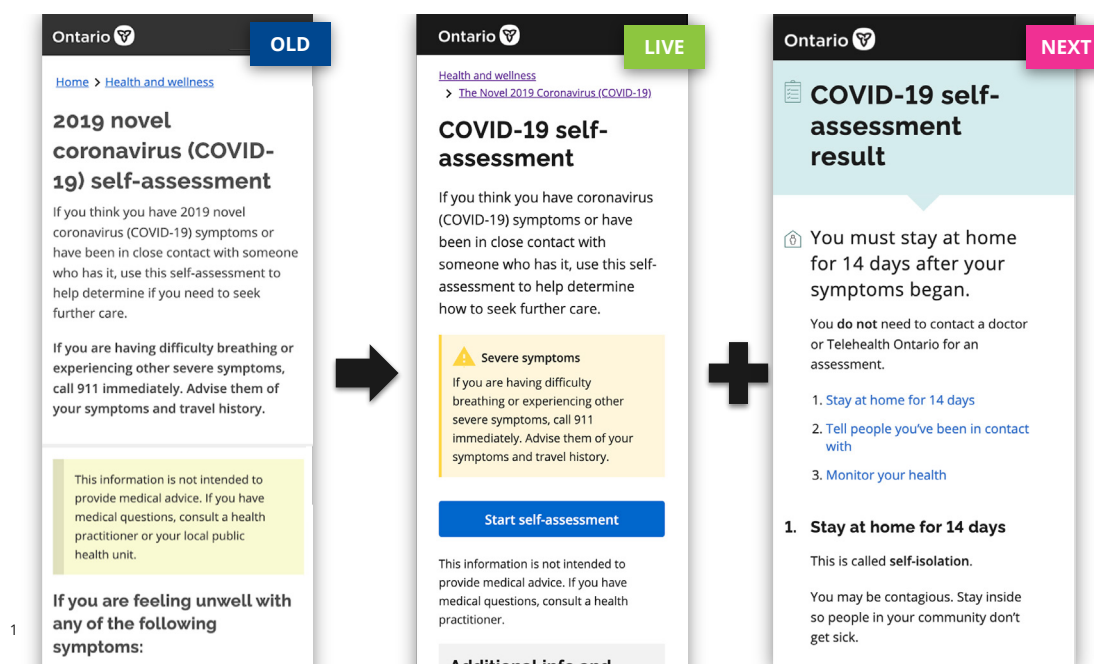 Ontario
OLD
Home > Health and wellness
2019 novel
coronavirus (COVID-
19) self-assessment
If you think you have 2019 novel
coronavirus (COVID-19) symptoms or
have been in close contact with someone
who has it, use this self-assessment to
help determine if you need to seek
further care.
If you are having difficulty breathing or
experiencing other severe symptoms,
call 911 immediately. Advise them of
your symptoms and travel history.
This information is not intended to
provide medical advice. If you have
medical questions, consult a health
practitioner or your local public
health unit.
If you are feeling unwell with
any of the following
symptoms:
1
Ontario
LIVE
Health and wellness
> The Novel 2019 Coronavirus (COVID-19)
COVID-19 self-
assessment
If you think you have coronavirus
(COVID-19) symptoms or have
been in close contact with
someone who has it, use this self-
assessment to help determine
how to seek further care.
Severe symptoms
If you are having difficulty
breathing or experiencing other
severe symptoms, call 911
immediately. Advise them of your
symptoms and travel history.
Start self-assessment
This information is not intended to
provide medical advice. If you have
medical questions, consult a health
practitioner.
Additional info and
Ontario
NEXT
COVID-19 self-
assessment
result
You must stay at home
for 14 days after your
symptoms began.
You do not need to contact a doctor
or Telehealth Ontario for an
assessment.
1. Stay at home for 14 days
2. Tell people you've been in contact
with
3. Monitor your health
1. Stay at home for 14 days
This is called self-isolation.
You may be contagious. Stay inside
so people in your community don't
get sick.